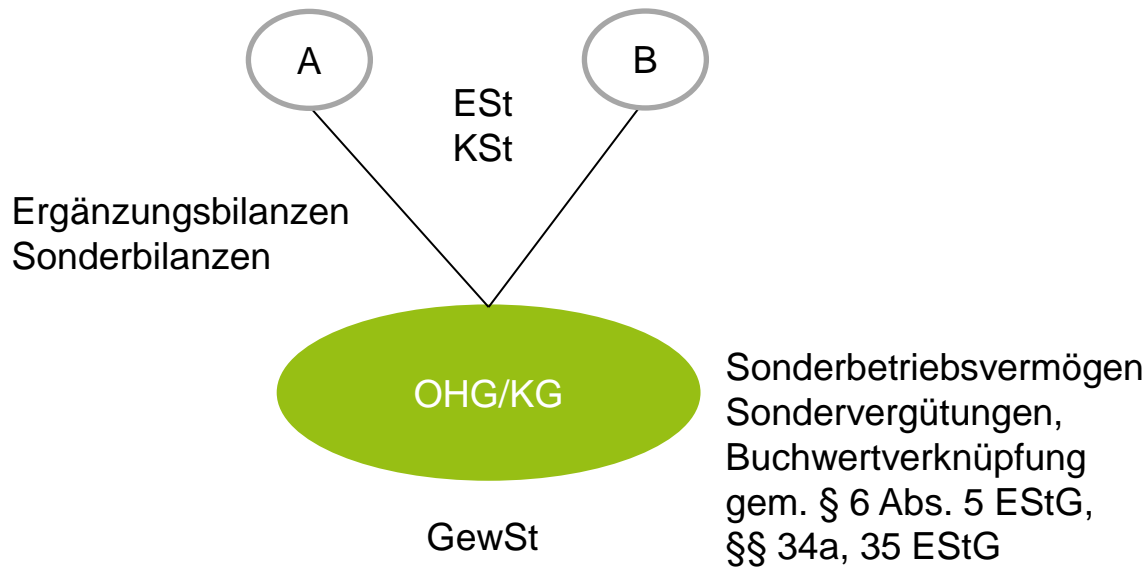 A
B
ESt
KSt
Ergänzungsbilanzen
Sonderbilanzen
OHG/KG
Sonderbetriebsvermögen
Sondervergütungen,
Buchwertverknüpfung
gem. § 6 Abs. 5 EStG,
§§ 34a, 35 EStG
GewSt